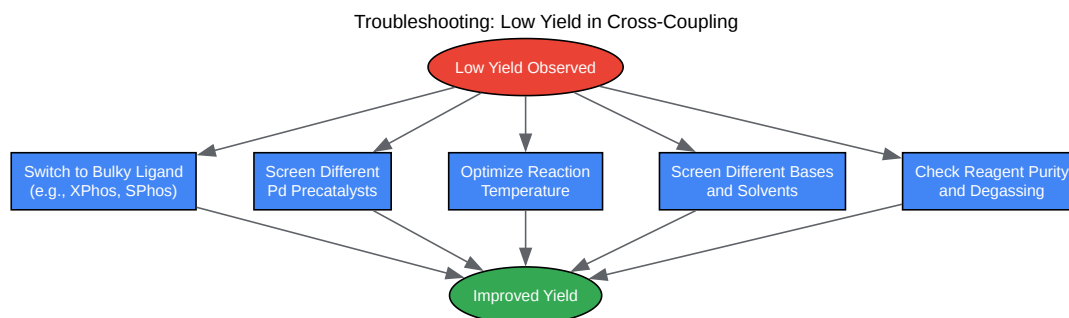 Troubleshooting: Low Yield in Cross-Coupling
Low Yield Observed
Switch to Bulky Ligand
(e.g., XPhos, SPhos)
Screen Different
Pd Precatalysts
Optimize Reaction
Temperature
Screen Different Bases
and Solvents
Check Reagent Purity
and Degassing
Improved Yield